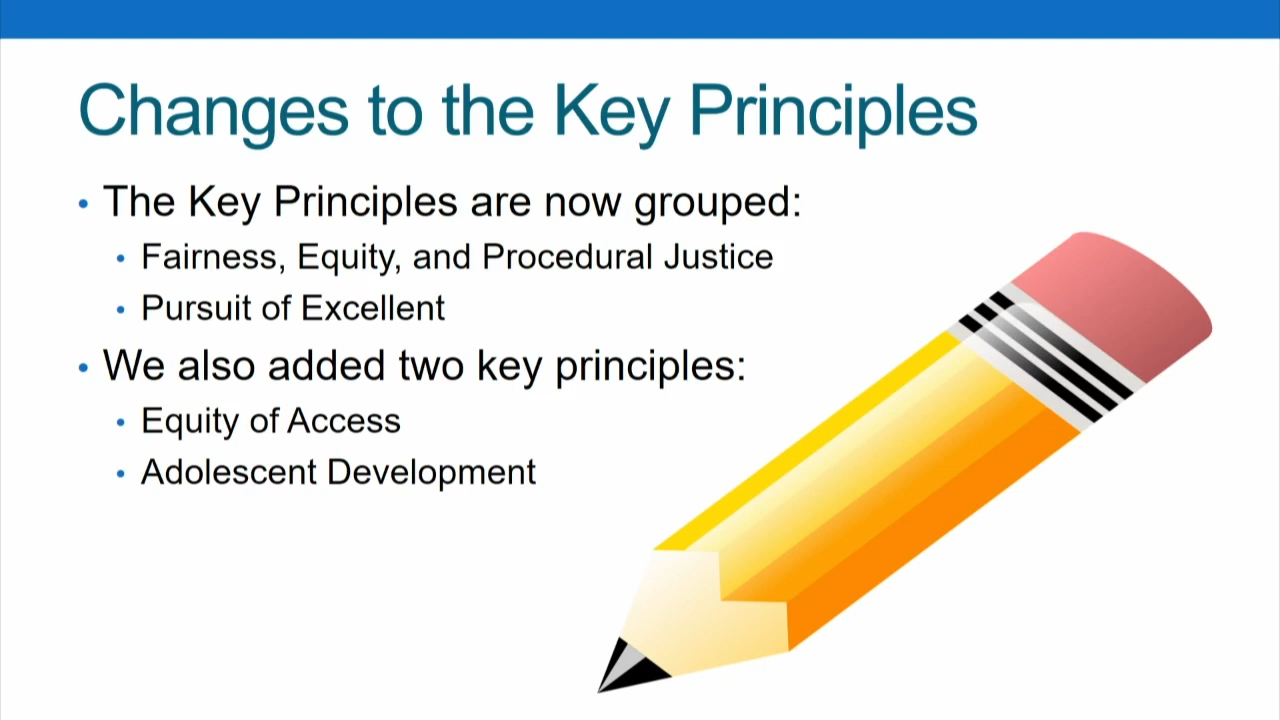 Changes to the Key Principles
• The Key Principles are now grouped:
• Fairness, Equity, and Procedural Justice
• Pursuit of Excellent
• We also added two key principles:
• Equity of Access
• Adolescent Development